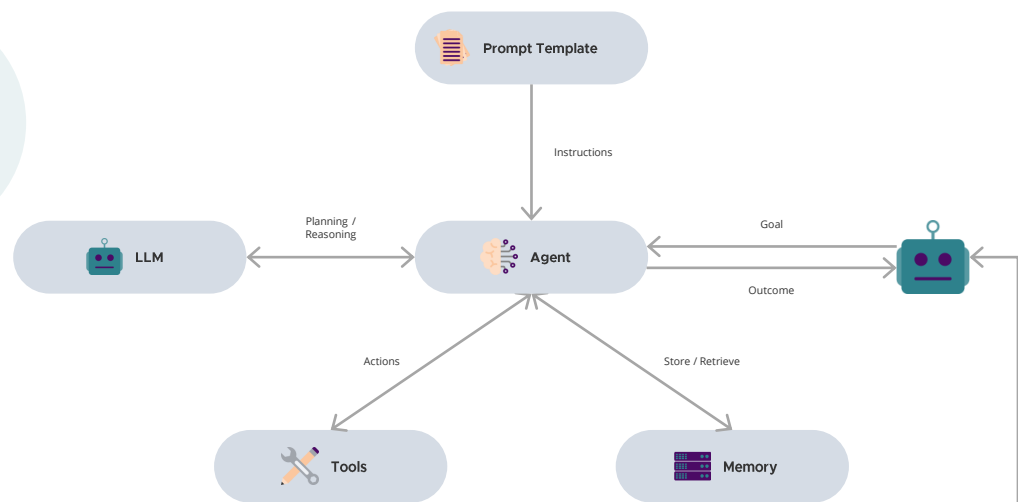 Prompt Template
Instructions
Planning /
Reasoning
Goal
LLM
Agent
Outcome
Actions
Store / Retrieve
Tools
Memory